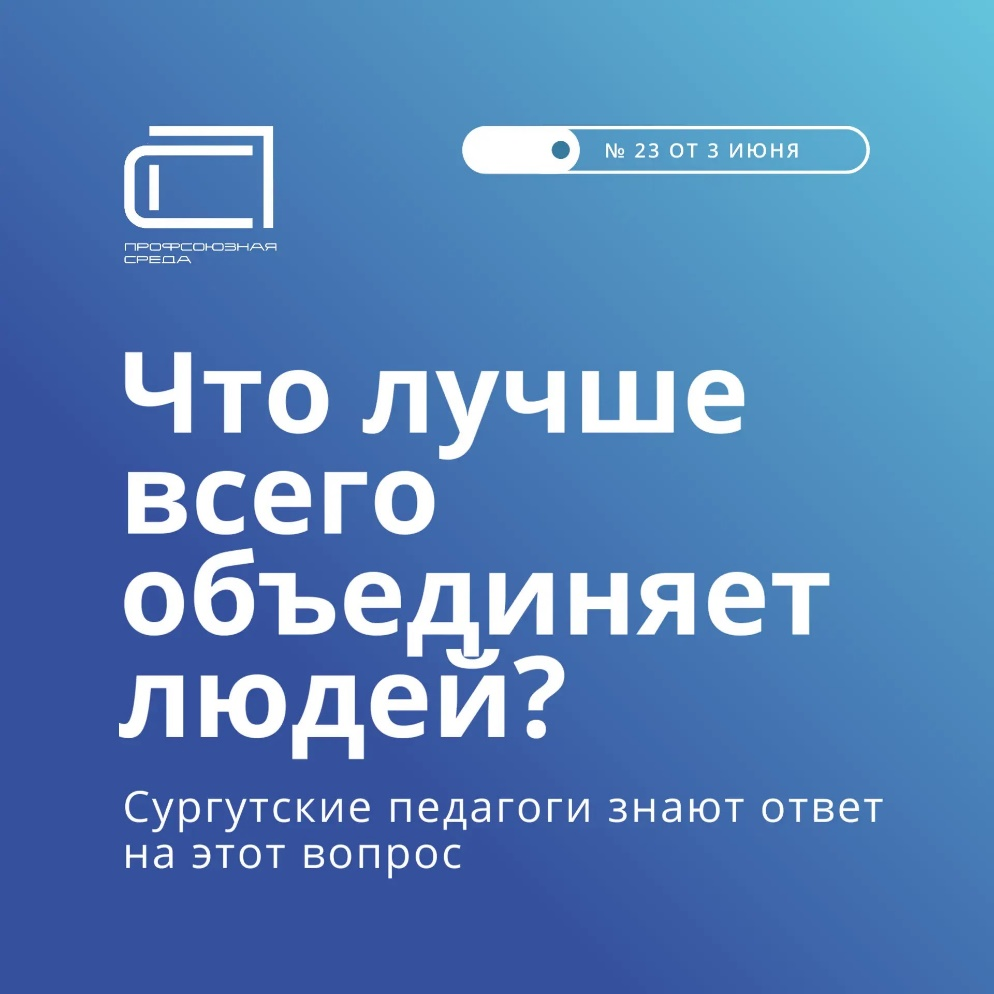 ПРОФСОЮЗНАЯ
СРЕДА
№ 23 ОТ 3 ИЮНЯ
Что лучше
всего
объединяет
людей?
Сургутские педагоги знают ответ
на этот вопрос